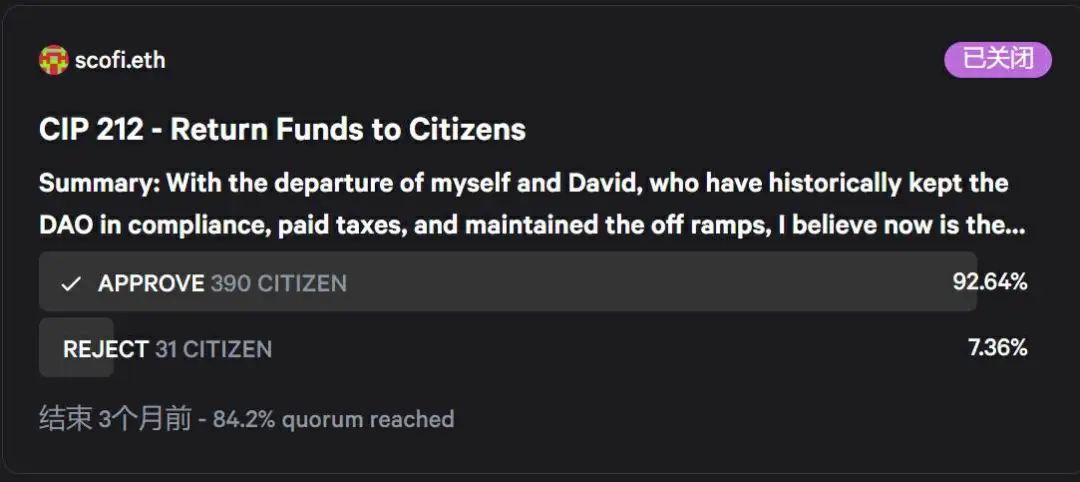 scofi.eth
已关闭
CIP 212 - Return Funds to Citizens
Summary: With the departure of myself and David, who have historically kept the
DAO in compliance, paid taxes, and maintained the off ramps, I believe now is the...
APPROVE 390 CITIZEN 92.64%
REJECT 31 CITIZEN 7.36%
结束 3个月前 - 84.2% quorum reached